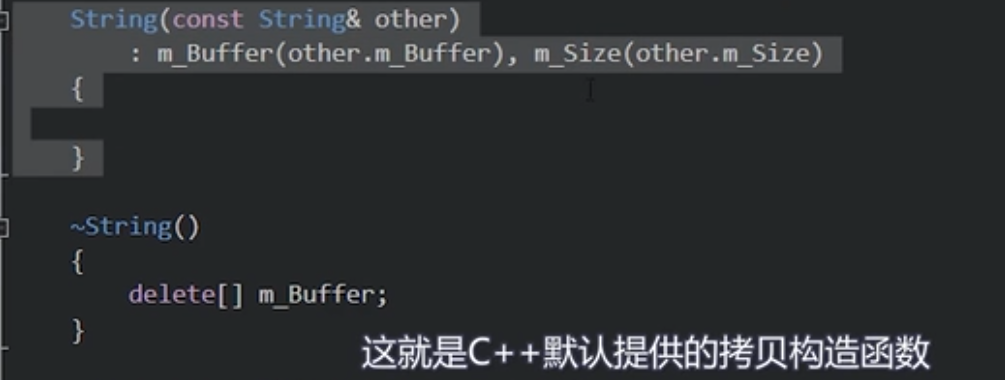 String(const String& other)
: m_Buffer(other.m_Buffer), m_Size(other.m_Size)
{
}
~String()
{
delete[] m_Buffer;
}
这就是C++默认提供的拷贝构造函数